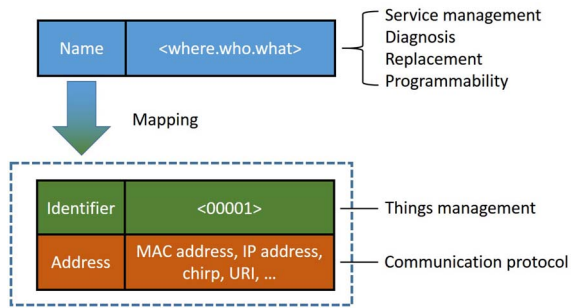 Name
<where.who.what>
Service management
Diagnosis
Replacement
Programmability
Mapping
Identifier
<00001>
Things management
Address
MAC address, IP address,
chirp, URI, ...
Communication protocol